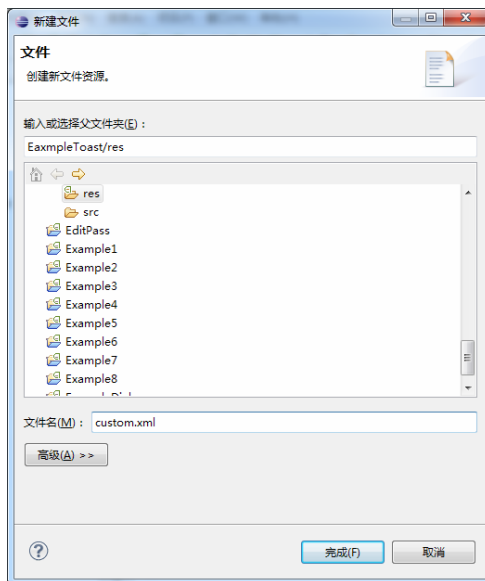 新建文件
文件
创建新文件资源。
输入或选择父文件夹(E)：
EaxmpleToast/res
res
src
EditPass
Example1
Example2
Example3
Example4
Example5
Example6
Example7
Example8
文件名(M)： custom.xml
高级(A) >>
完成(F) 取消